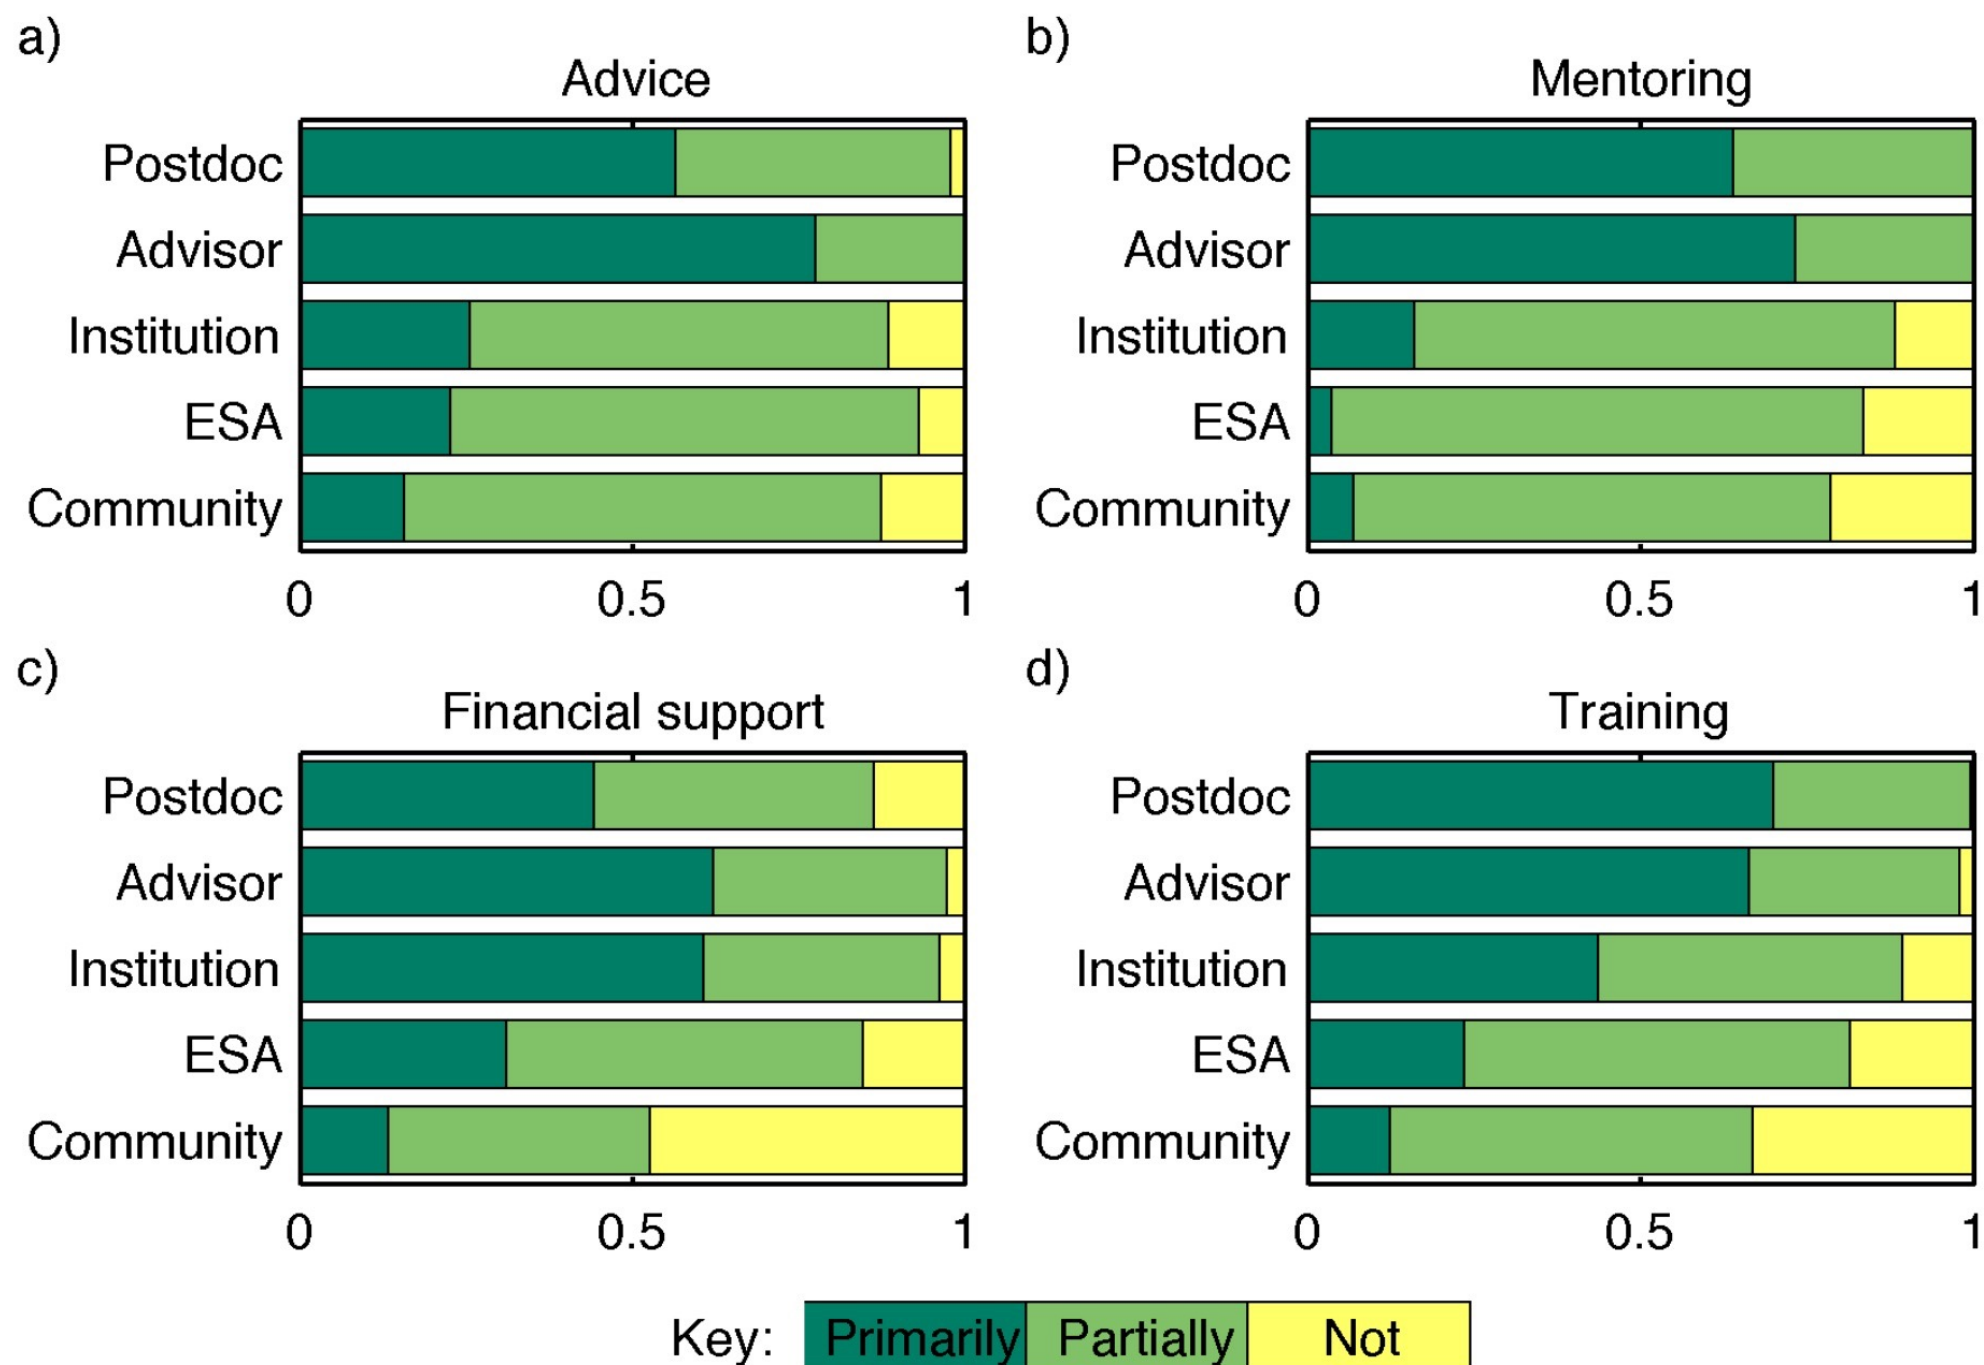 a)
Advice
Postdoc
Advisor
Institution
ESA
Community
0 0.5 1
b)
Mentoring
Postdoc
Advisor
Institution
ESA
Community
0 0.5 1
c)
Financial support
Postdoc
Advisor
Institution
ESA
Community
0 0.5 1
d)
Training
Postdoc
Advisor
Institution
ESA
Community
0 0.5 1
Key: Primarily Partially Not